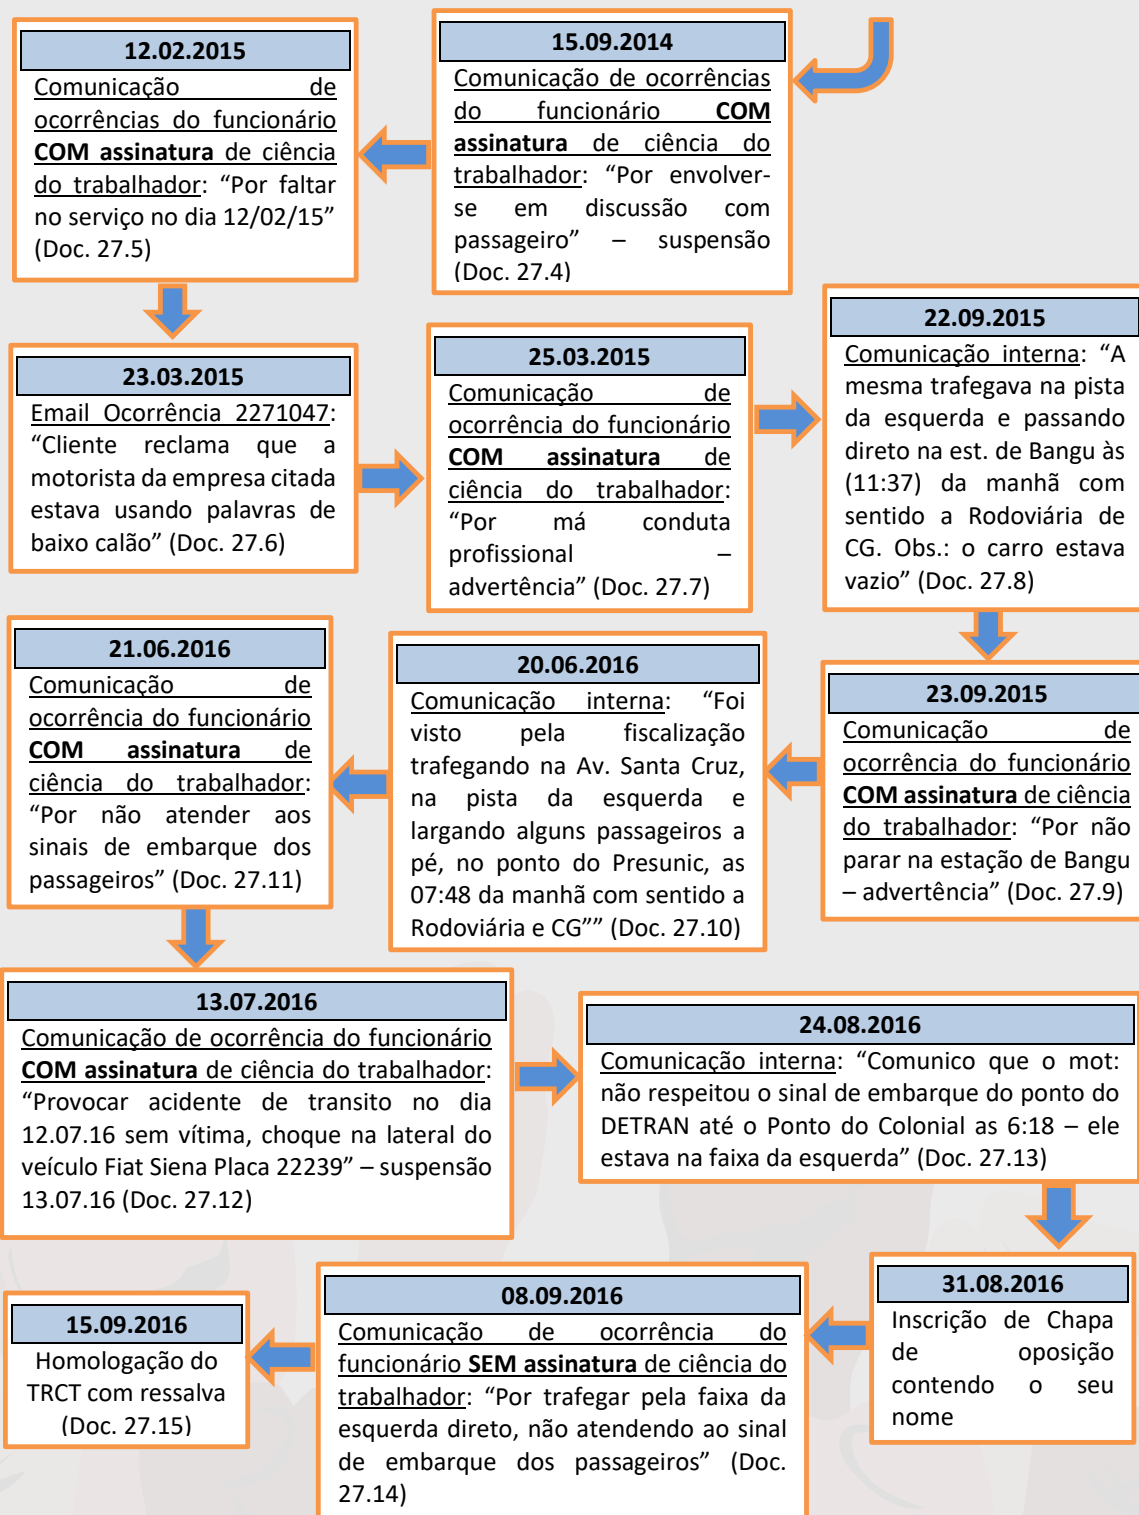 15.09.2014
Comunicação de ocorrências
do funcionário COM
assinatura de ciência do
trabalhador: “Por envolver-
se em discussão com
passageiro” – suspensão
(Doc. 27.4)
12.02.2015
Comunicação de
ocorrências do funcionário
COM assinatura de ciência
do trabalhador: “Por faltar
no serviço no dia 12/02/15”
(Doc. 27.5)
23.03.2015
Email Ocorrência 2271047:
“Cliente reclama que a
motorista da empresa citada
estava usando palavras de
baixo calão” (Doc. 27.6)
25.03.2015
Comunicação de
ocorrência do funcionário
COM assinatura de
ciência do trabalhador:
“Por má conduta
profissional –
advertência” (Doc. 27.7)
22.09.2015
Comunicação interna: “A
mesma trafegava na pista
da esquerda e passando
direto na est. de Bangu às
(11:37) da manhã com
sentido a Rodoviária de
CG. Obs.: o carro estava
vazio” (Doc. 27.8)
23.09.2015
Comunicação de
ocorrência do funcionário
COM assinatura de ciência
do trabalhador: “Por não
parar na estação de Bangu
– advertência” (Doc. 27.9)
20.06.2016
Comunicação interna: “Foi
visto pela fiscalização
trafegando na Av. Santa Cruz,
na pista da esquerda e
largando alguns passageiros a
pé, no ponto do Presunic, as
07:48 da manhã com sentido a
Rodoviária e CG”” (Doc. 27.10)
21.06.2016
Comunicação de
ocorrência do funcionário
COM assinatura de
ciência do trabalhador:
“Por não atender aos
sinais de embarque dos
passageiros” (Doc. 27.11)
13.07.2016
Comunicação de ocorrência do funcionário
COM assinatura de ciência do trabalhador:
“Provocar acidente de transito no dia
12.07.16 sem vítima, choque na lateral do
veículo Fiat Siena Placa 22239” – suspensão
13.07.16 (Doc. 27.12)
24.08.2016
Comunicação interna: “Comunico que o mot:
não respeitou o sinal de embarque do ponto do
DETRAN até o Ponto do Colonial as 6:18 – ele
estava na faixa da esquerda” (Doc. 27.13)
31.08.2016
Inscrição de Chapa
de oposição
contendo o seu
nome
08.09.2016
Comunicação de ocorrência do
funcionário SEM assinatura de ciência do
trabalhador: “Por trafegar pela faixa da
esquerda direto, não atendendo ao sinal
de embarque dos passageiros” (Doc.
27.14)
15.09.2016
Homologação do
TRCT com ressalva
(Doc. 27.15)